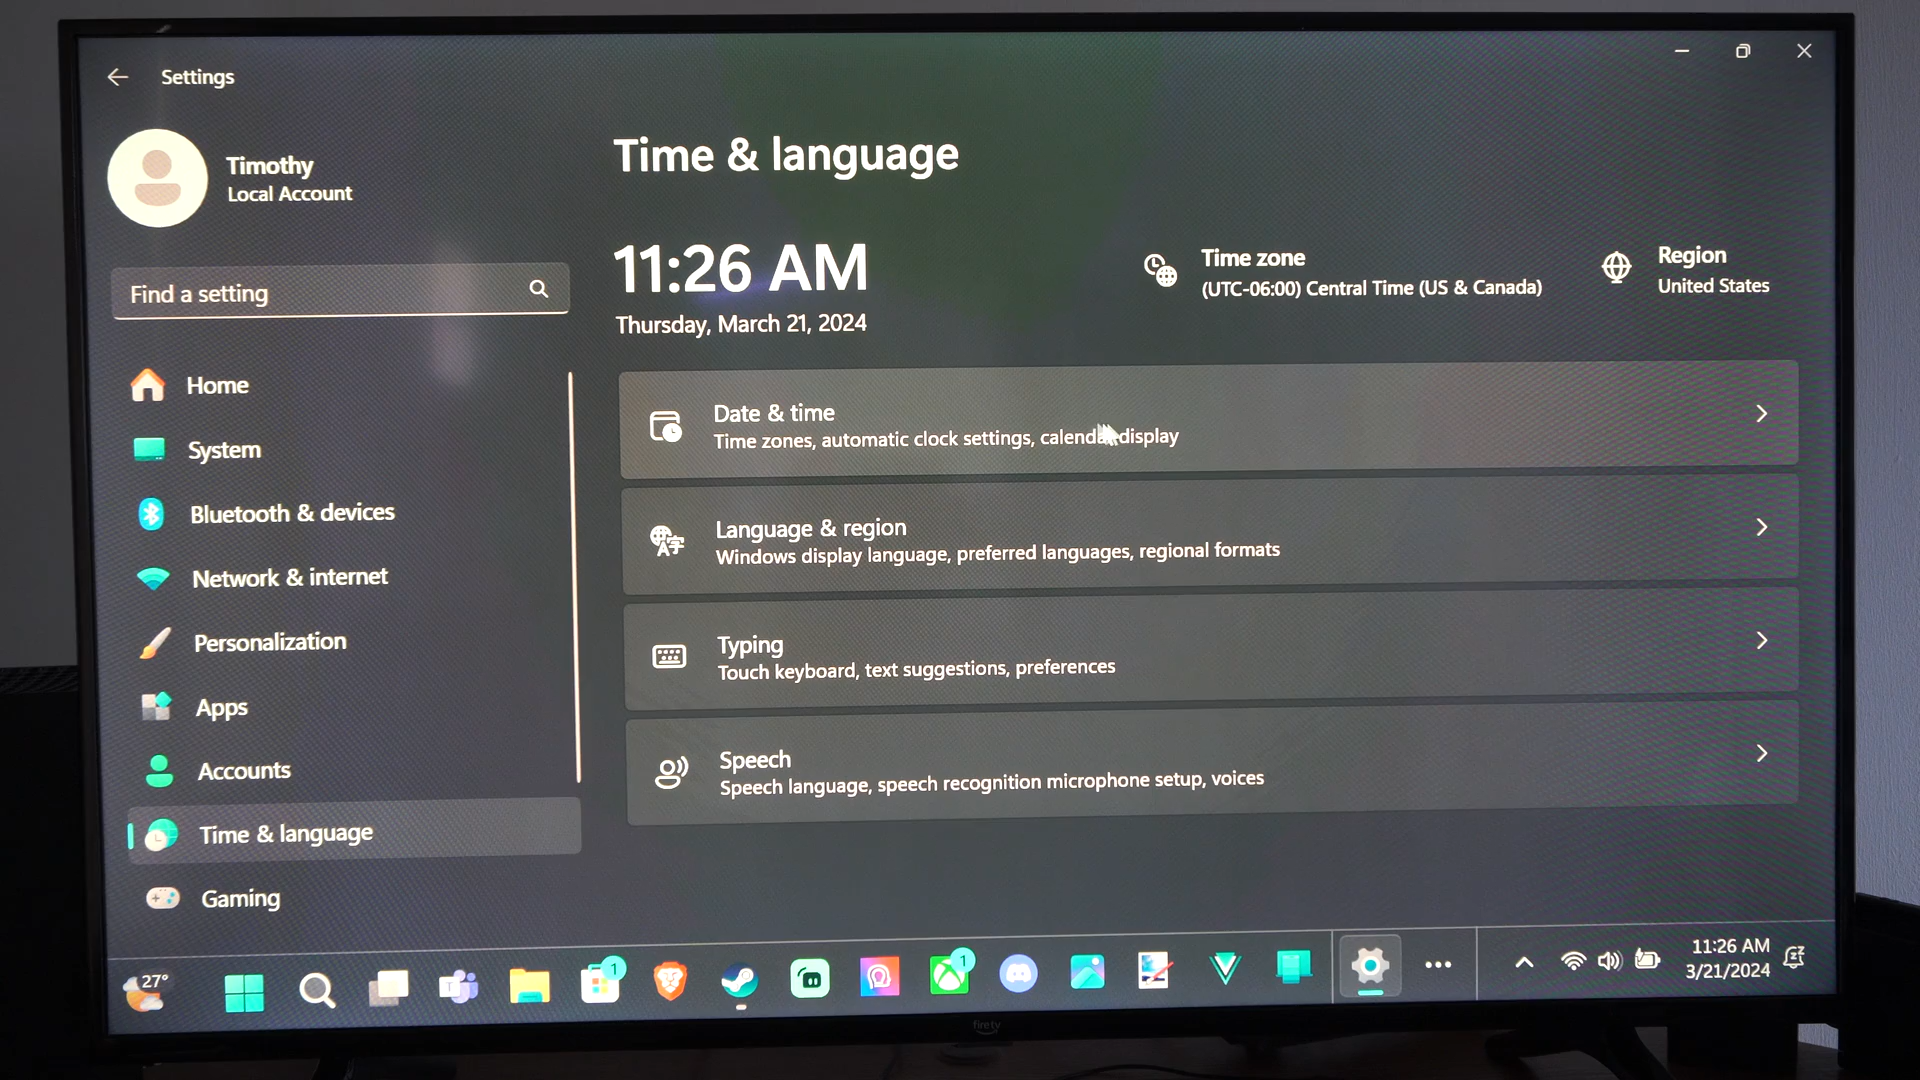 Settings
Timothy
Local Account
Find a setting
Home
System
Bluetooth & devices
Network & internet
Personalization
Apps
Accounts
Time & language
Gaming
Time & language
11:26 AM
Thursday, March 21, 2024
Time zone
(UTC-06:00) Central Time (US & Canada)
Region
United States
Date & time
Time zones, automatic clock settings, calendar display
Language & region
Windows display language, preferred languages, regional formats
Typing
Touch keyboard, text suggestions, preferences
Speech
Speech language, speech recognition microphone setup, voices
27°
1
1
11:26 AM
3/21/2024
firetv